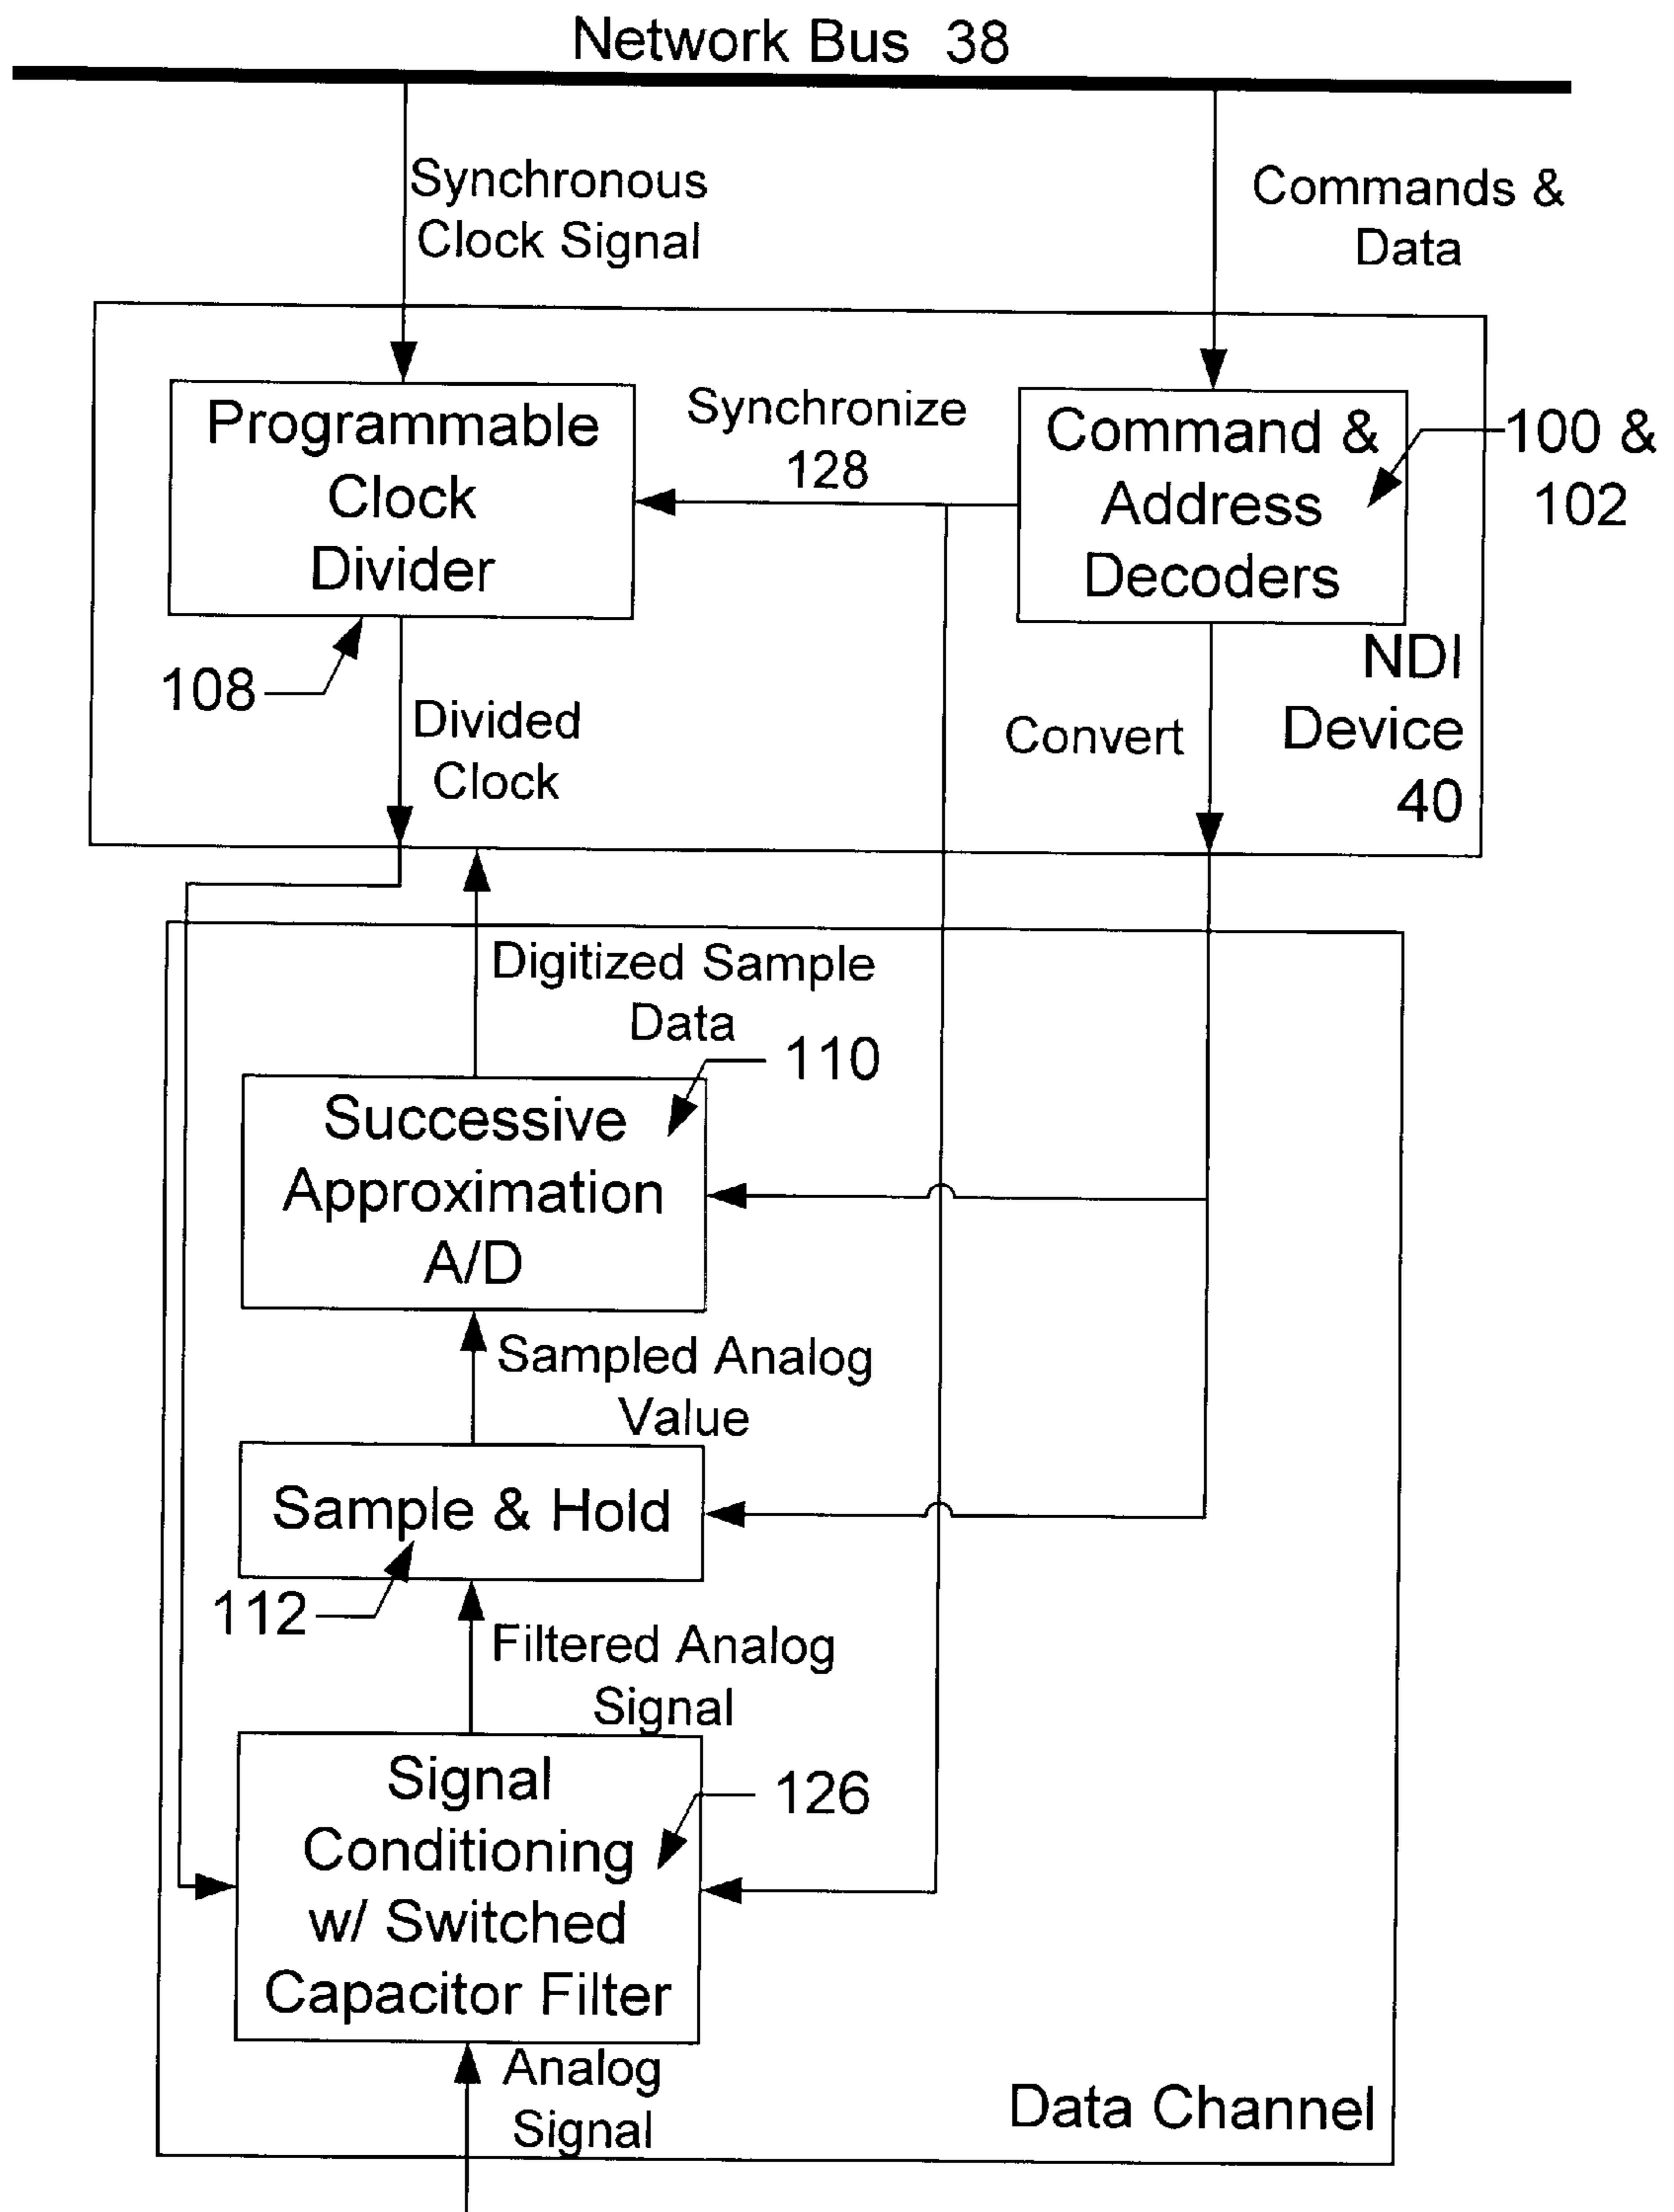 Network Bus 38
Synchronous
Clock Signal
Commands &
Data
Programmable
Clock
Divider
Synchronize
128
Command &
Address
Decoders
100 &
102
108
NDI
Device
40
Divided
Clock
Convert
Digitized Sample
Data
110
Successive
Approximation
A/D
Sampled Analog
Value
Sample & Hold
112
Filtered Analog
Signal
Signal
Conditioning
w/ Switched
Capacitor Filter
126
Analog
Signal
Data Channel